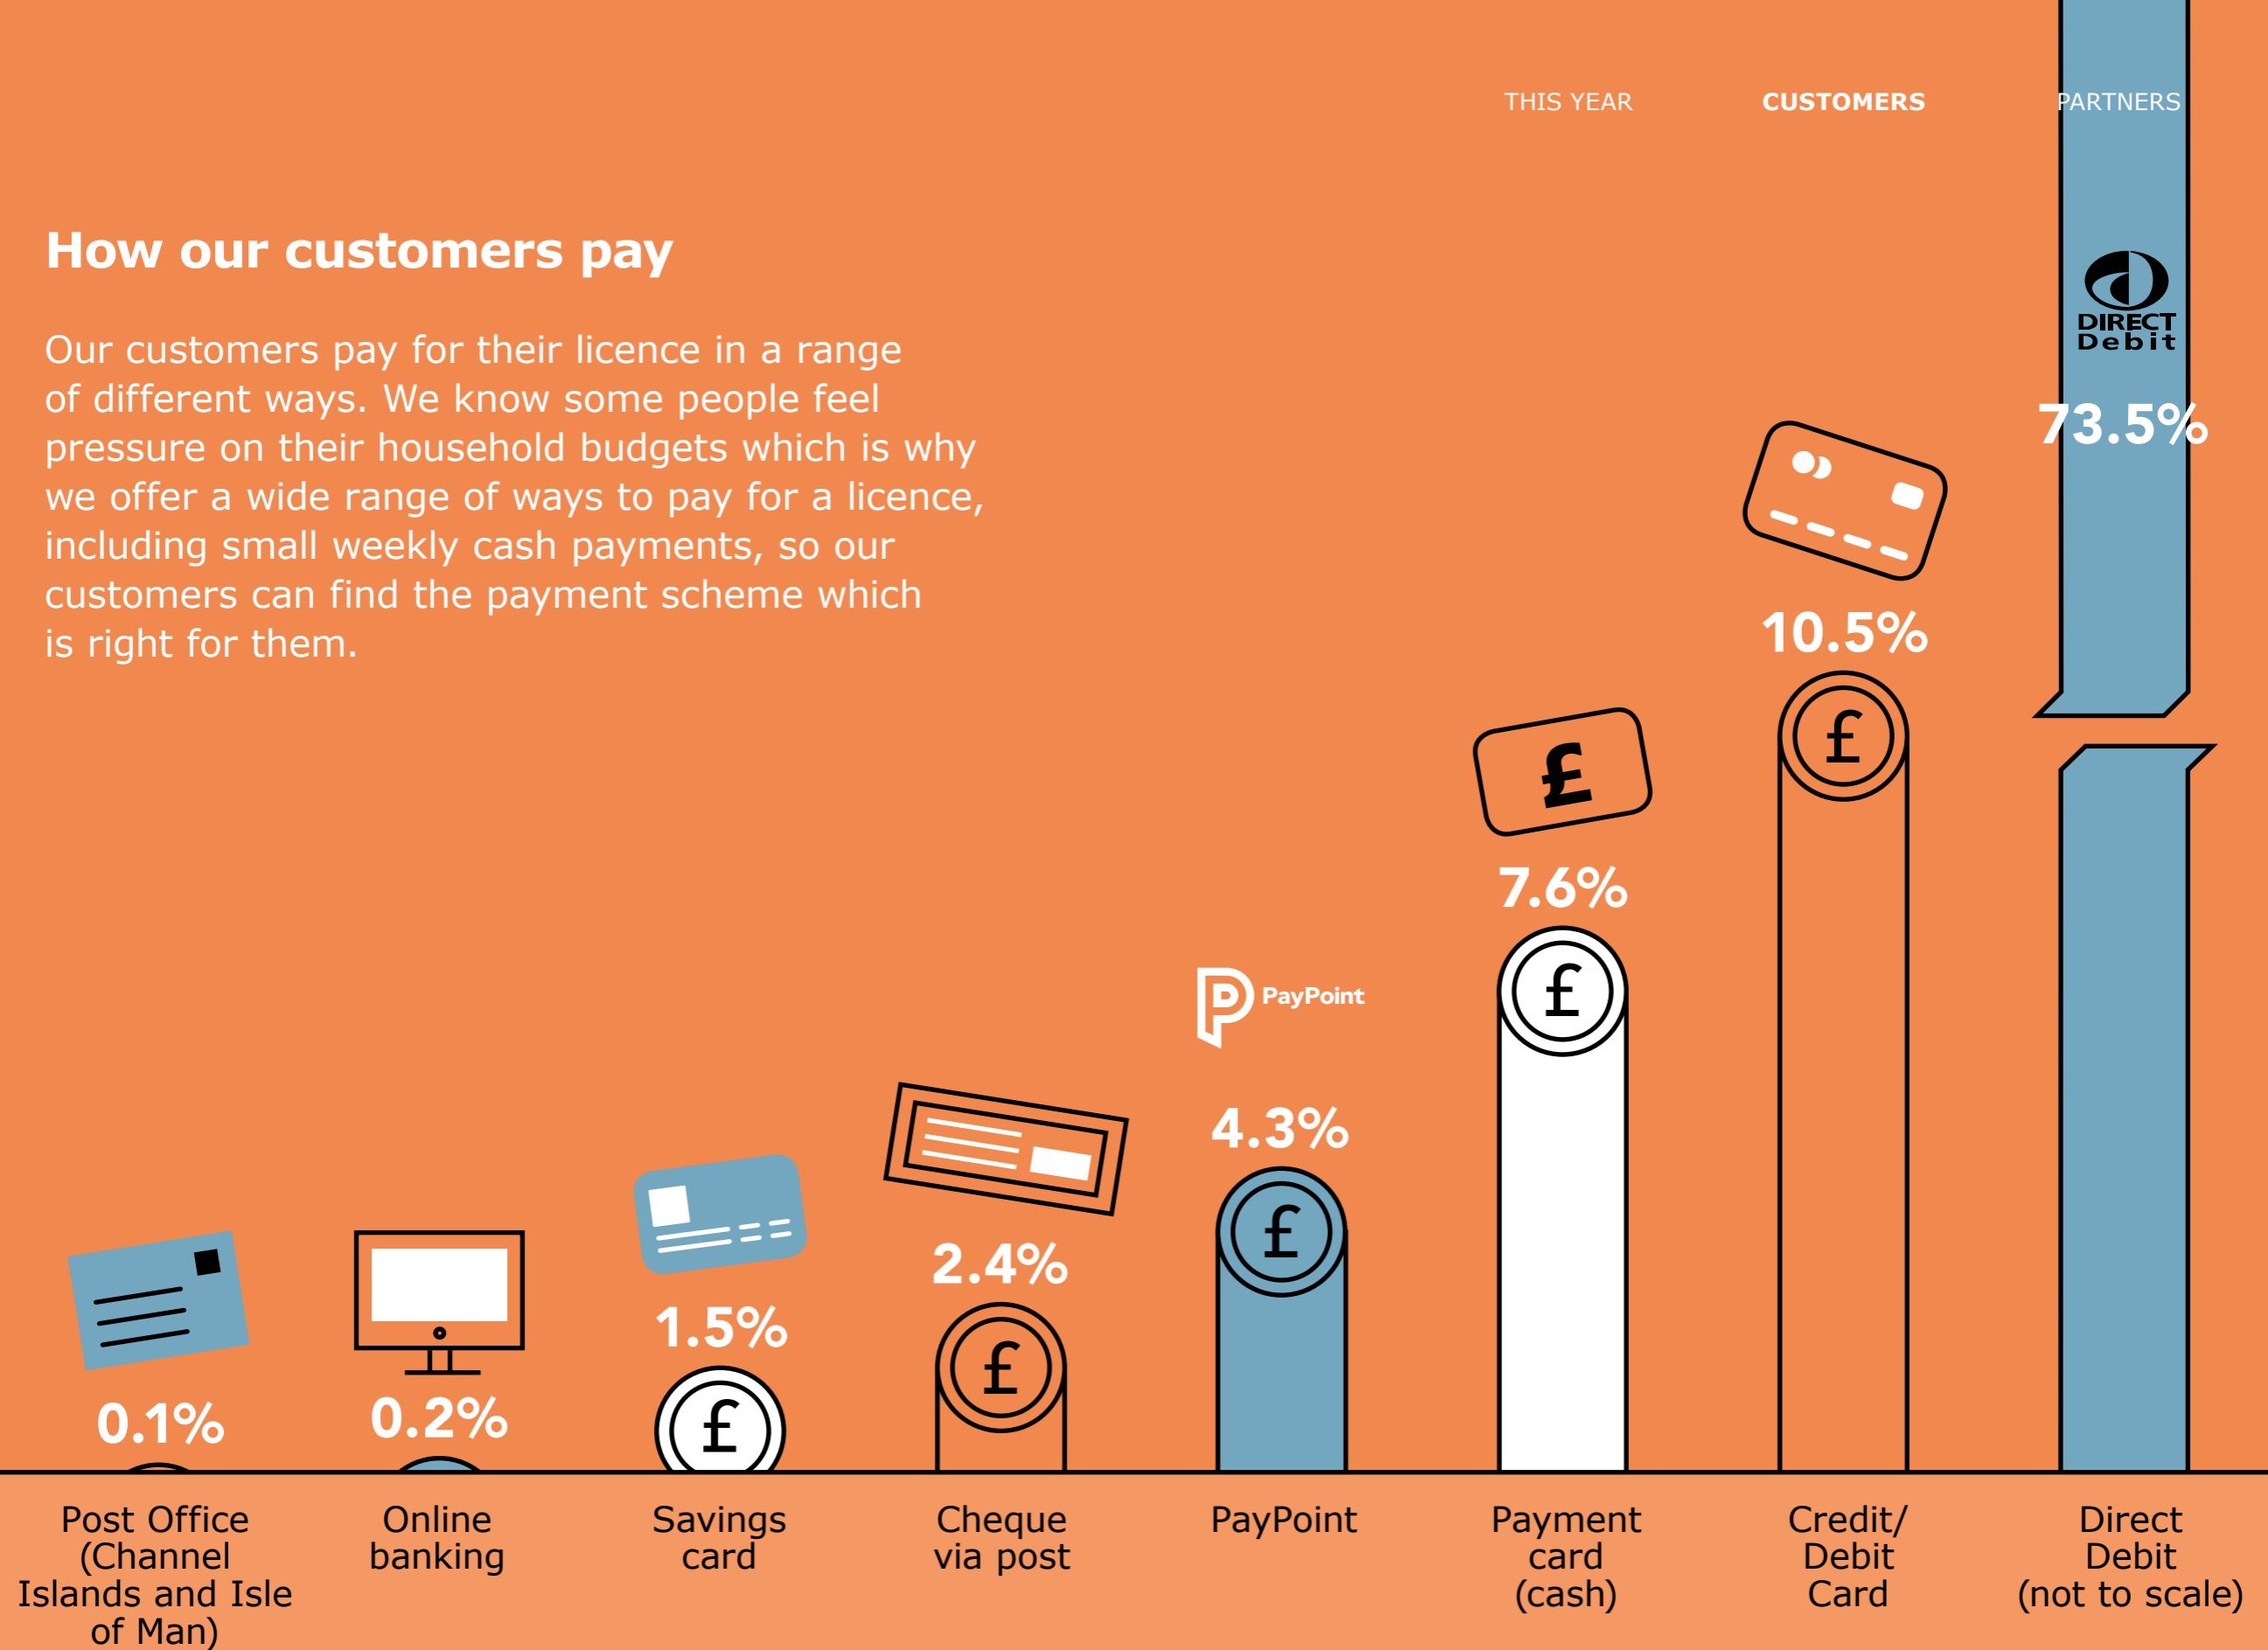 THIS YEAR
CUSTOMERS
PARTNERS
How our customers pay
Our customers pay for their licence in a range
of different ways. We know some people feel
pressure on their household budgets which is why
we offer a wide range of ways to pay for a licence,
including small weekly cash payments, so our
customers can find the payment scheme which
is right for them.
DIRECT
Debit
73.5%
10.5%
£
£
7.6%
£
PayPoint
4.3%
£
2.4%
£
1.5%
£
0.2%
0.1%
Post Office
(Channel
Islands and Isle
of Man)
Online
banking
Savings
card
Cheque
via post
PayPoint
Payment
card
(cash)
Credit/
Debit
Card
Direct
Debit
(not to scale)